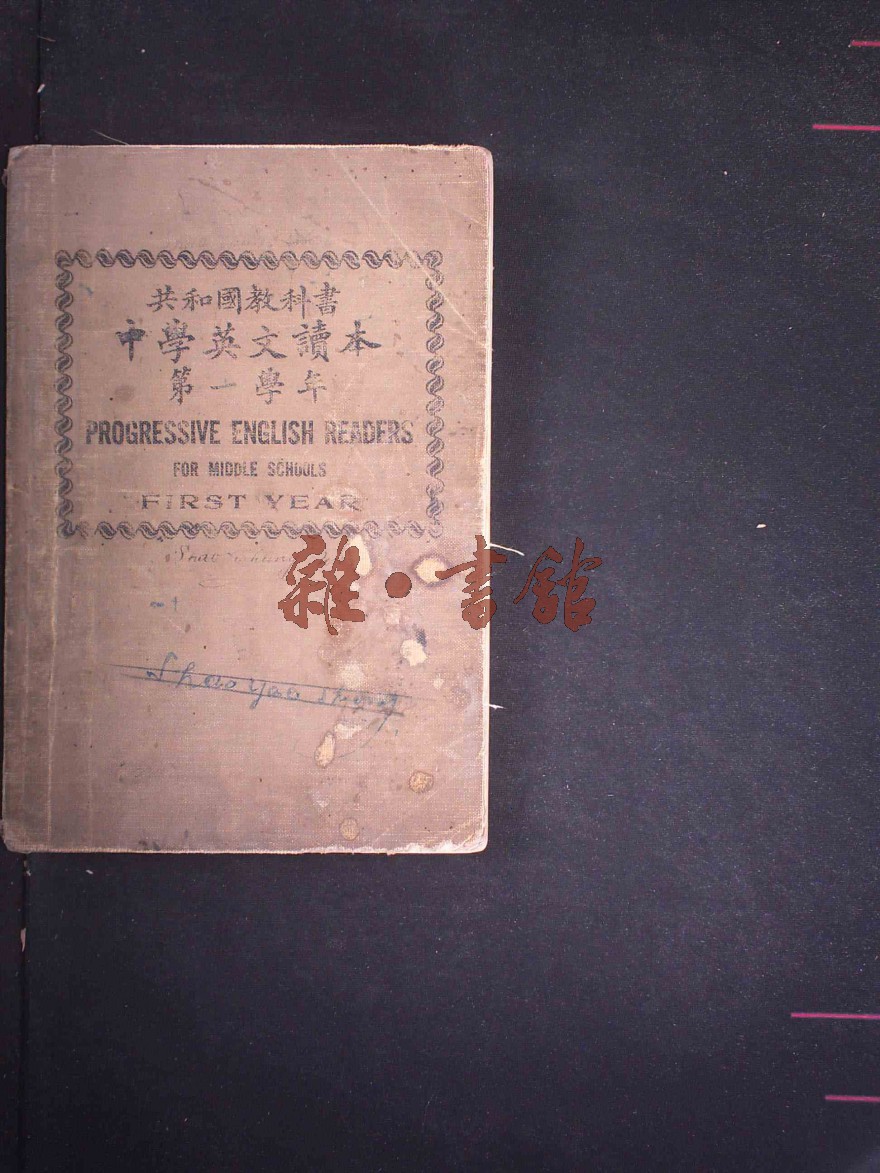 共和國教科書
中學英文讀本
第一學年
PROGRESSIVE ENGLISH READERS
FOR MIDDLE SCHOOLS
FIRST YEAR
雜·書館
Shao Yao Sheng